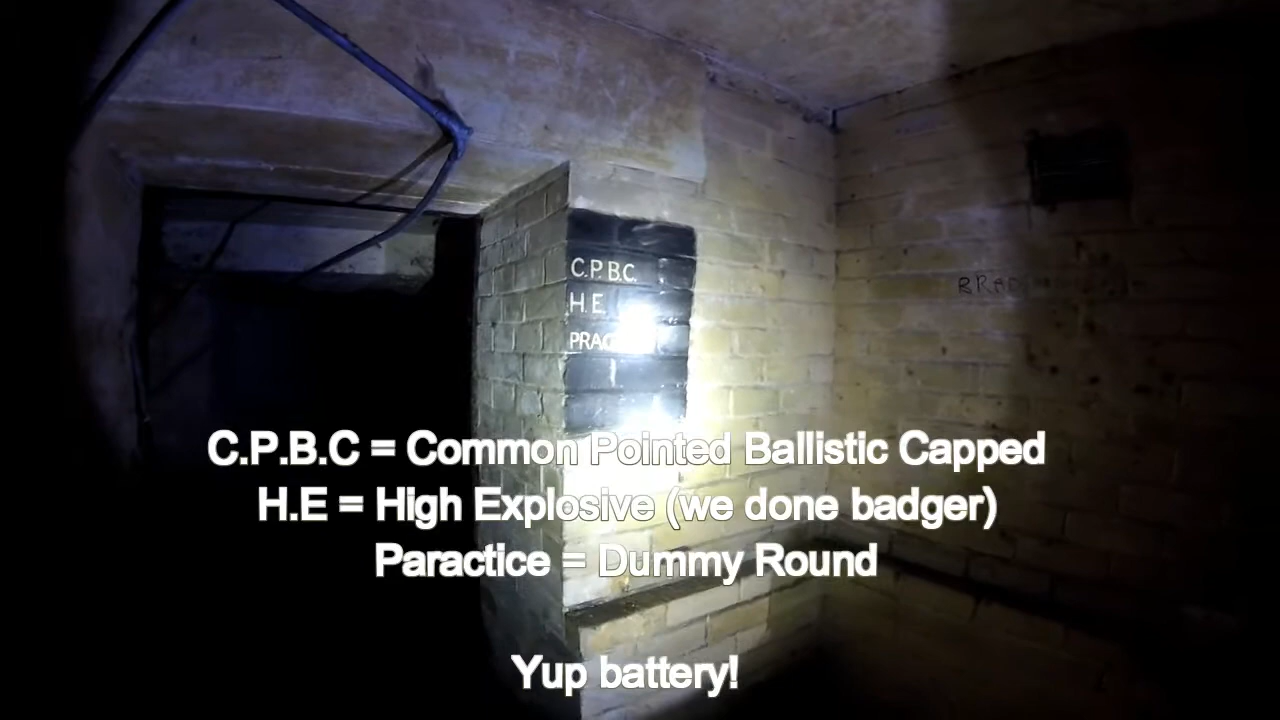 C.P.B.C.
H.E.
C.P.B.C = Common Pointed Ballistic Capped
H.E = High Explosive (we done badger)
Paractice = Dummy Round
Yup battery!